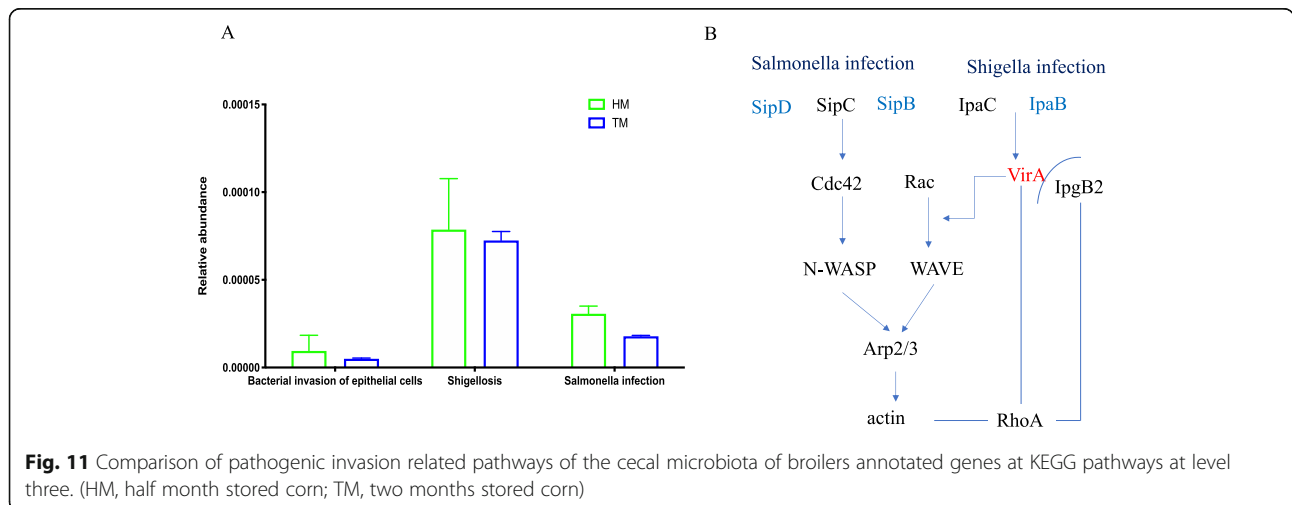 A
HM
TM
Relative abundance
0.00015
0.00010
0.00005
0.00000
Bacterial invasion of epithelial cells
Shigellosis
Salmonella infection
B
Salmonella infection
Shigella infection
SipD
SipC
SipB
IpaC
IpaB
Cdc42
Rac
VirA
IpgB2
N-WASP
WAVE
Arp2/3
actin
RhoA
Fig. 11 Comparison of pathogenic invasion related pathways of the cecal microbiota of broilers annotated genes at KEGG pathways at level
three. (HM, half month stored corn; TM, two months stored corn)